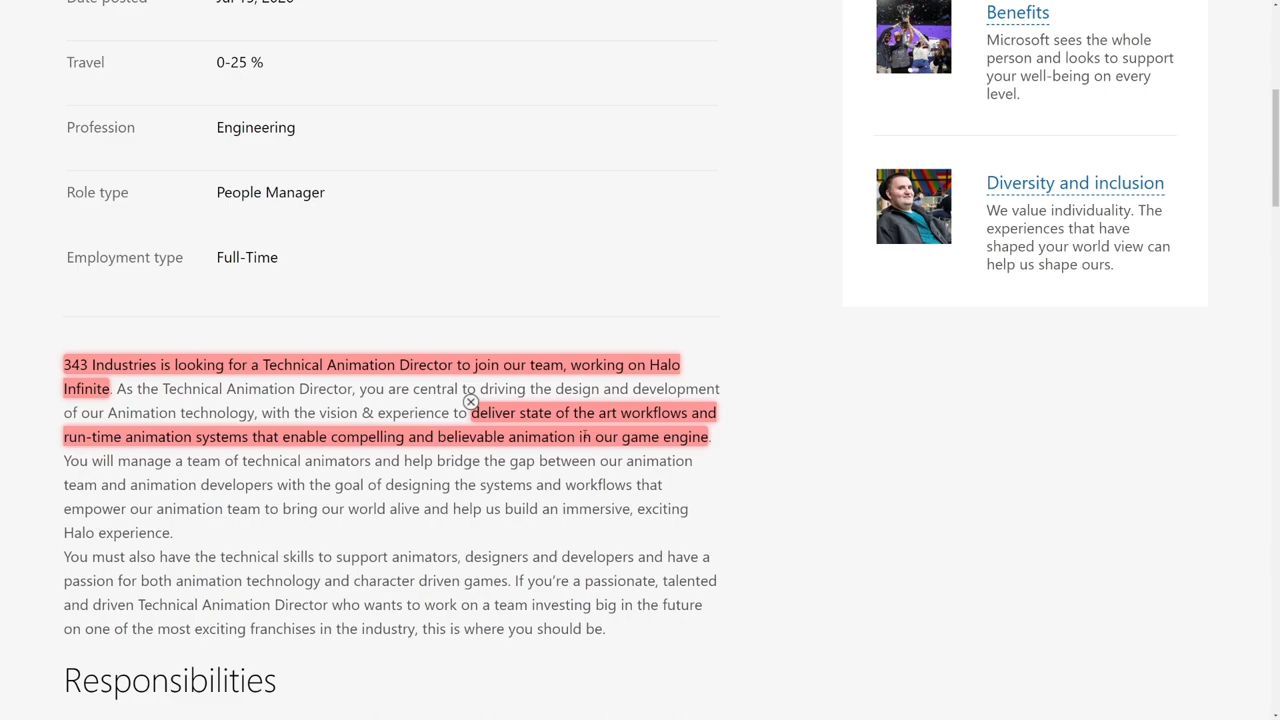 Date posted Jul 15, 2020
Travel 0-25 %
Profession Engineering
Role type People Manager
Employment type Full-Time
343 Industries is looking for a Technical Animation Director to join our team, working on Halo
Infinite. As the Technical Animation Director, you are central to driving the design and development
of our Animation technology, with the vision & experience to deliver state of the art workflows and
run-time animation systems that enable compelling and believable animation in our game engine.
You will manage a team of technical animators and help bridge the gap between our animation
team and animation developers with the goal of designing the systems and workflows that
empower our animation team to bring our world alive and help us build an immersive, exciting
Halo experience.
You must also have the technical skills to support animators, designers and developers and have a
passion for both animation technology and character driven games. If you’re a passionate, talented
and driven Technical Animation Director who wants to work on a team investing big in the future
on one of the most exciting franchises in the industry, this is where you should be.
Responsibilities
Benefits
Microsoft sees the whole
person and looks to support
your well-being on every
level.
Diversity and inclusion
We value individuality. The
experiences that have
shaped your world view can
help us shape ours.